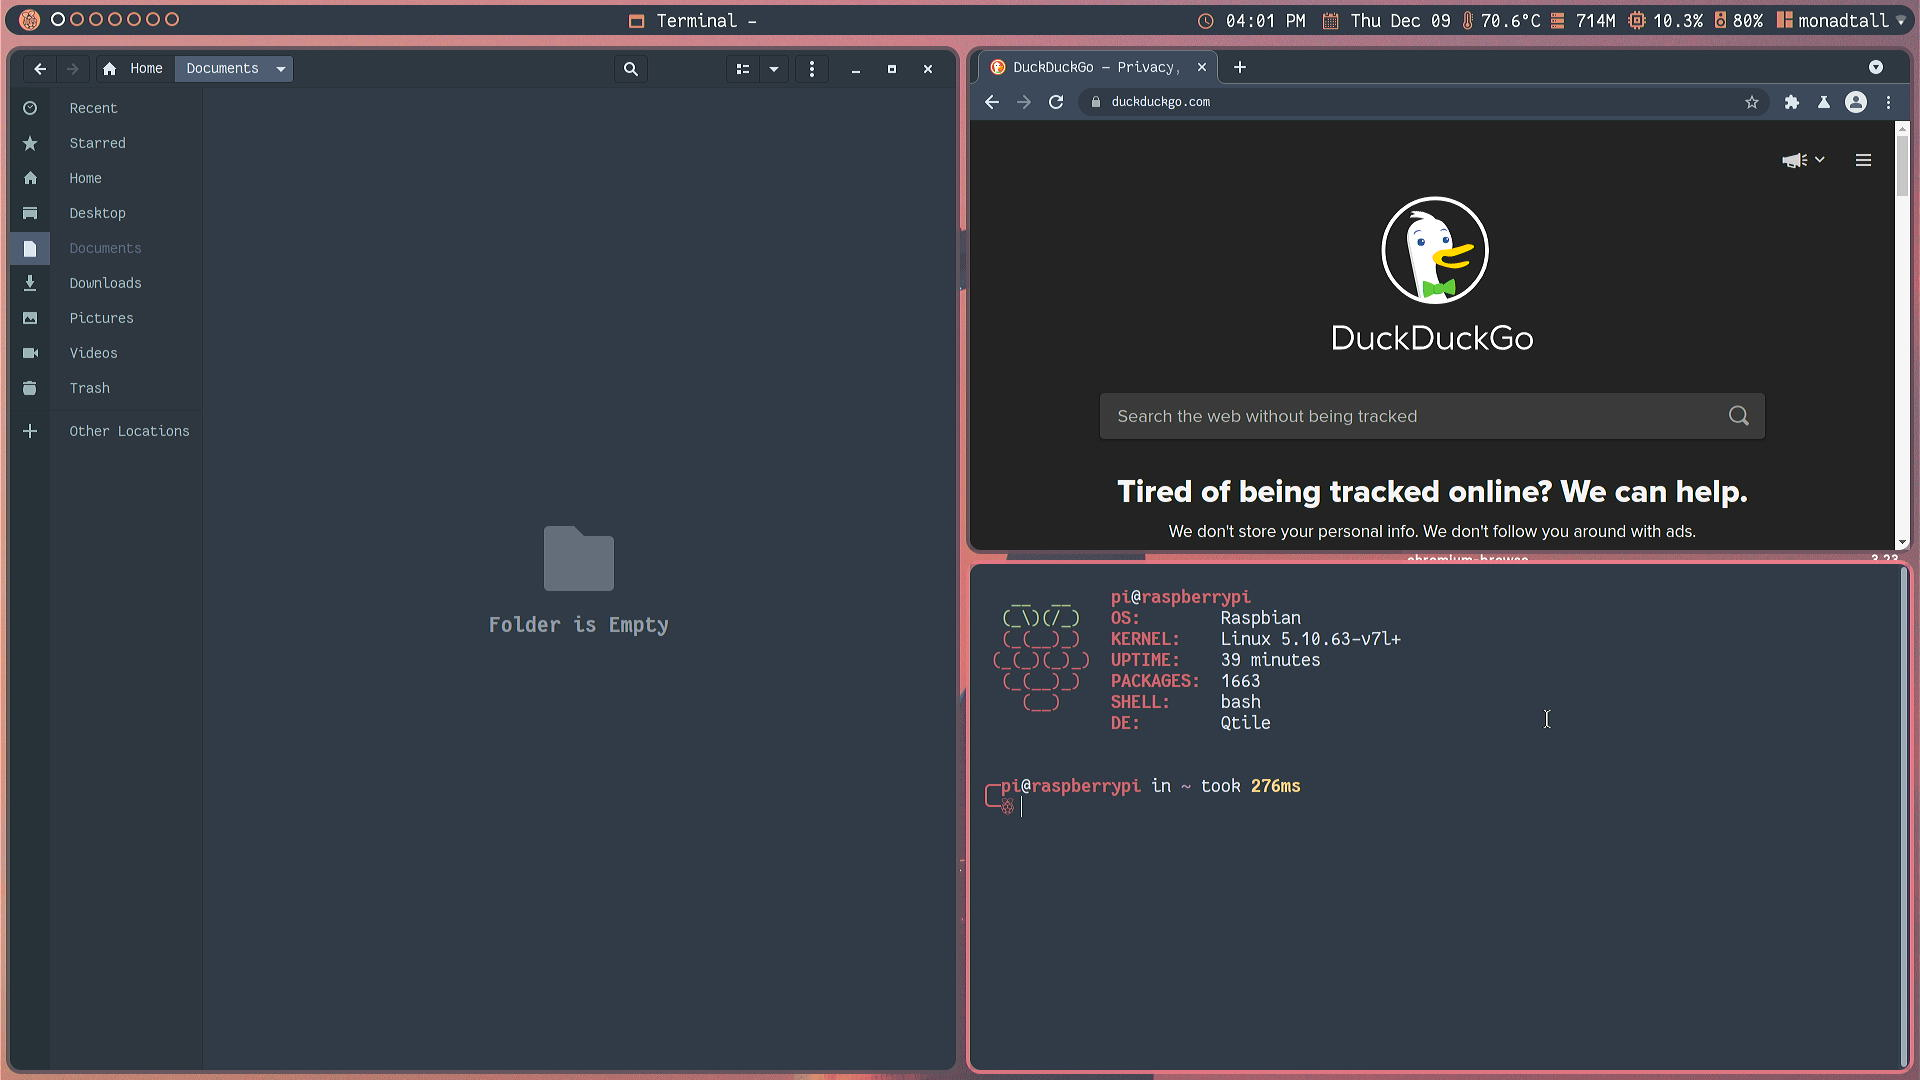 Terminal –
04:01 PM
Thu Dec 09
70.6°C
714M
10.3%
80%
monadtall
Home
Documents
Recent
Starred
Home
Desktop
Documents
Downloads
Pictures
Videos
Trash
Other Locations
Folder is Empty
DuckDuckGo — Privacy,
duckduckgo.com
DuckDuckGo
Search the web without being tracked
Tired of being tracked online? We can help.
We don't store your personal info. We don't follow you around with ads.
pi@raspberrypi
OS: Raspbian
KERNEL: Linux 5.10.63-v7l+
UPTIME: 39 minutes
PACKAGES: 1663
SHELL: bash
DE: Qtile
pi@raspberrypi in ~ took 276ms